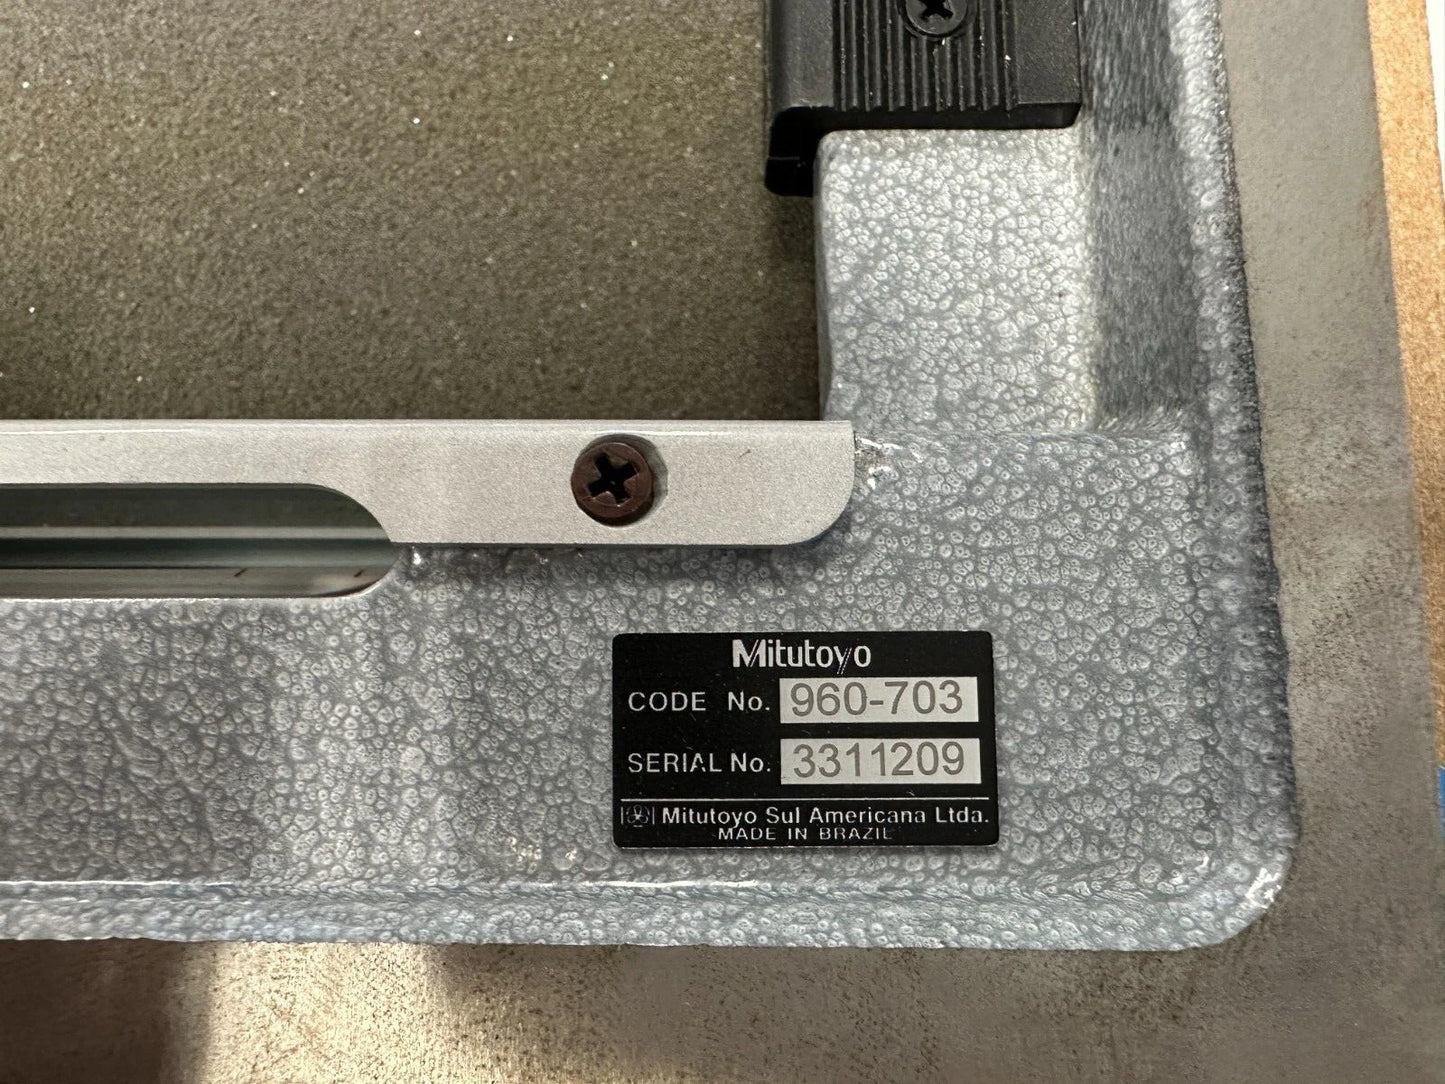 Mitutoyo
CODE No. 960-703
SERIAL No. 3311209
Mitutoyo Sul Americana Ltda.
MADE IN BRAZIL